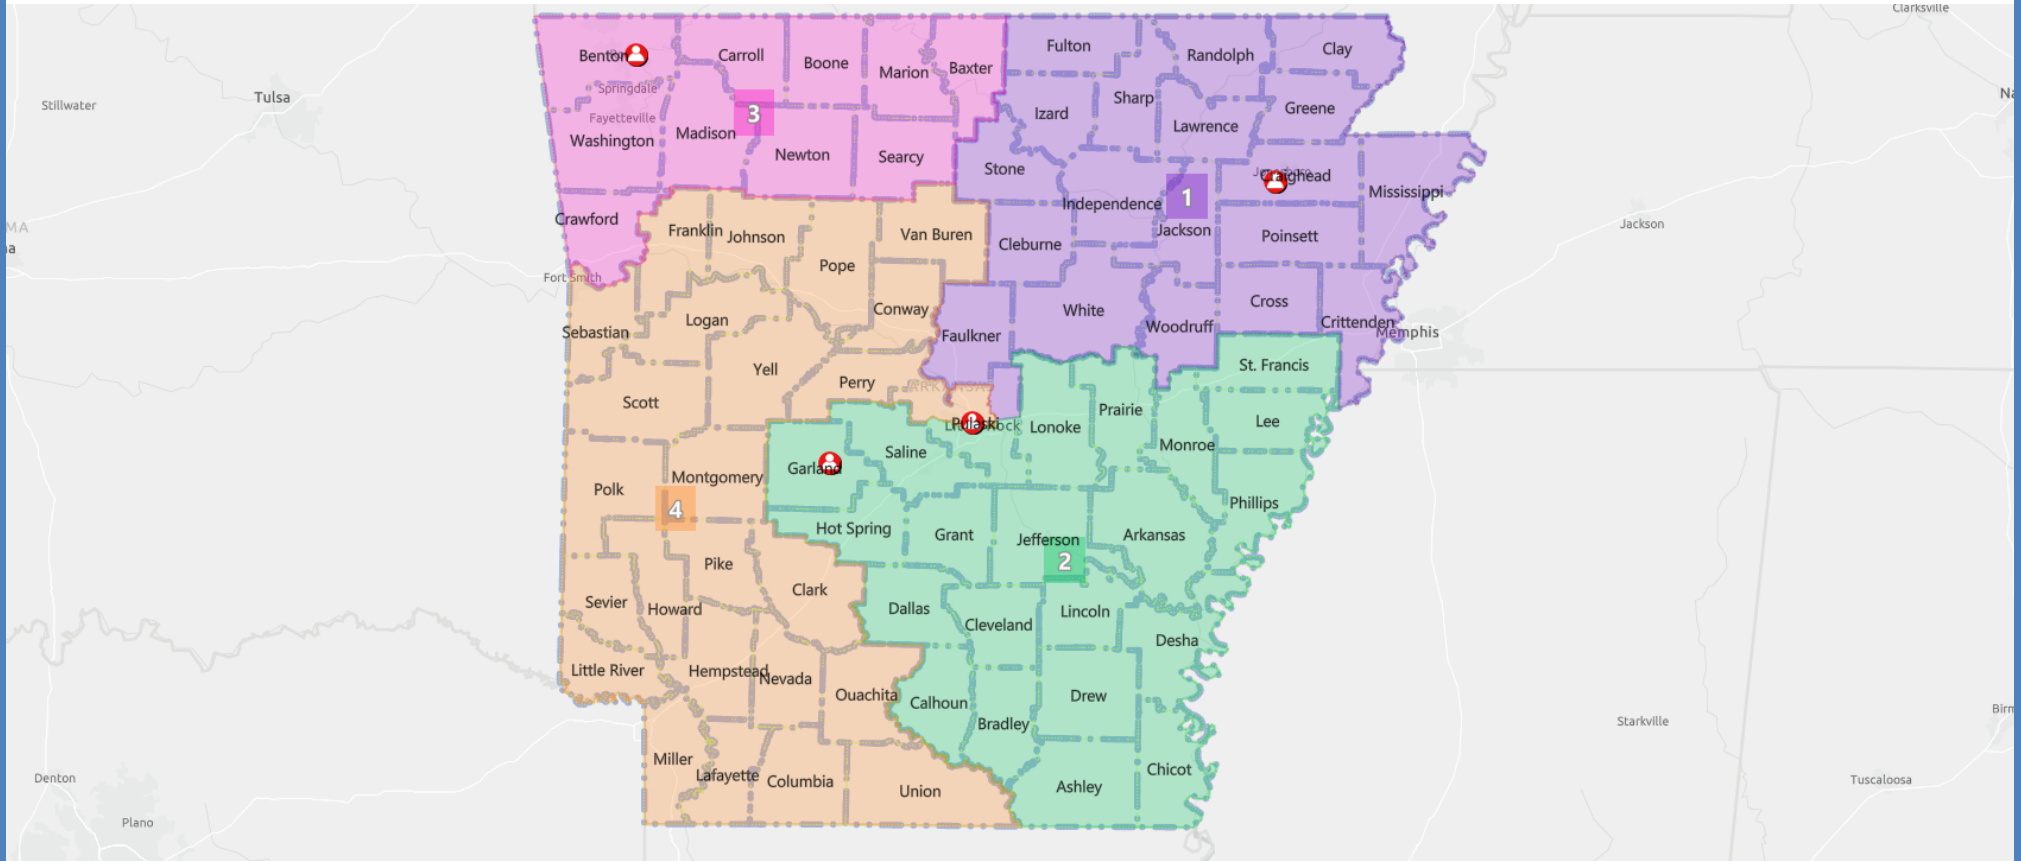 Clarksville
Fulton
Randolph
Clay
Benton
Carroll
Boone
Marion
Baxter
Springdale
Tulsa
Stillwater
Sharp
Greene
Izard
3
Fayetteville
Lawrence
Washington
Madison
Newton
Searcy
Stone
Craighead
Mississippi
Independence
1
Jackson
Crawford
MA
Franklin
Johnson
Van Buren
Cleburne
Jackson
Poinsett
Pope
Fort Smith
Conway
White
Cross
Logan
Sebastian
Faulkner
Woodruff
Crittenden
Memphis
Yell
St. Francis
Perry
ARKANSAS
Scott
Prairie
Pulaski
Lonoke
Lee
Saline
Monroe
Garland
Montgomery
Polk
4
Phillips
Hot Spring
Grant
Jefferson
Arkansas
2
Pike
Clark
Sevier
Howard
Dallas
Lincoln
Cleveland
Desha
Little River
Hempstead
Nevada
Ouachita
Calhoun
Drew
Bradley
Starkville
Miller
Lafayette
Columbia
Union
Ashley
Chicot
Denton
Tuscaloosa
Plano